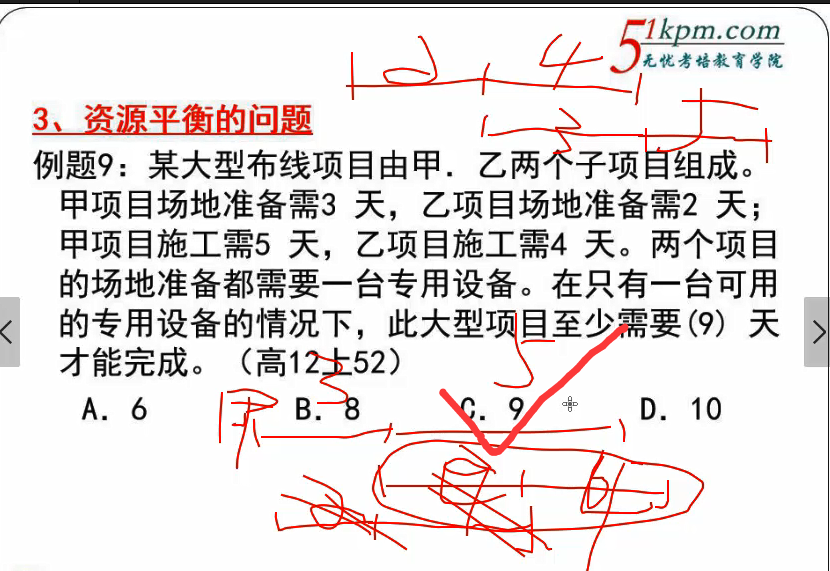 51kpm.com
无忧考培教育学院
2 4
3、资源平衡的问题
3 5
例题9：某大型布线项目由甲．乙两个子项目组成。
甲项目场地准备需3 天，乙项目场地准备需2 天；
甲项目施工需5 天，乙项目施工需4 天。两个项目
的场地准备都需要一台专用设备。在只有一台可用
的专用设备的情况下，此大型项目至少需要(9) 天
才能完成。（高12上52）
3 5
A. 6 B. 8 C. 9 D. 10
甲